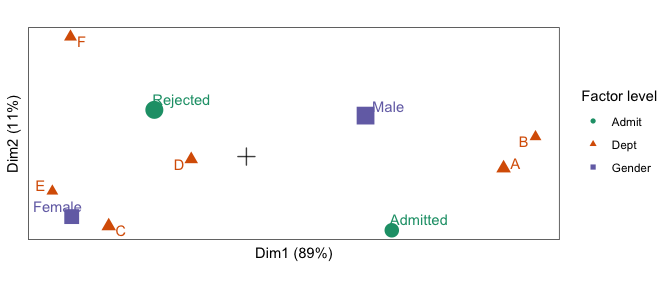 F
Rejected
Male
B
D
A
E
Female
Admitted
C
Dim2 (11%)
Dim1 (89%)
Factor level
Admit
Dept
Gender